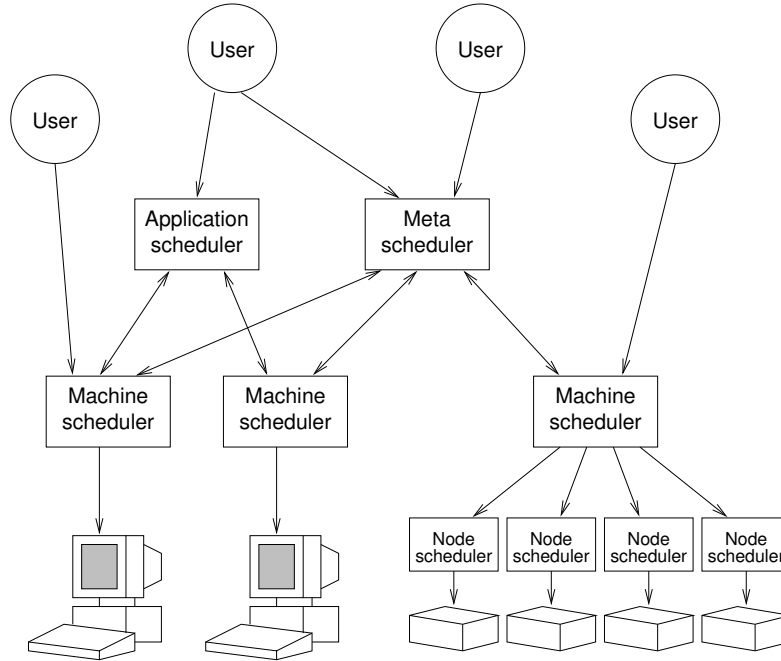 User
User
User
User
Application
scheduler
Meta
scheduler
Machine
scheduler
Machine
scheduler
Machine
scheduler
Node
scheduler
Node
scheduler
Node
scheduler
Node
scheduler